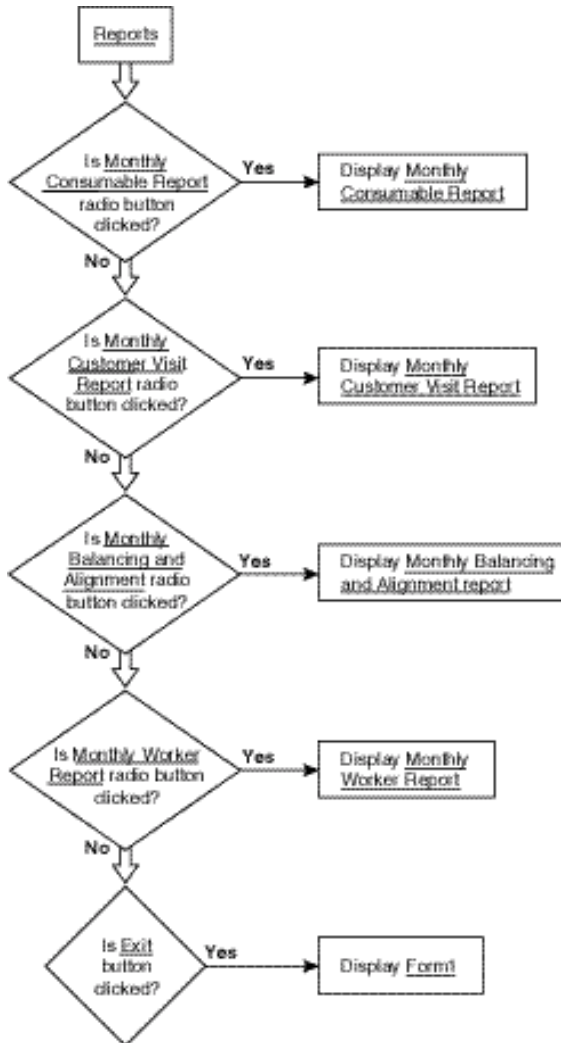 Reports
Is Monthly
Consumable Report
radio button
clicked?
Yes
Display Monthly
Consumable Report
No
Is Monthly
Customer Visit
Report radio
button clicked?
Yes
Display Monthly
Customer Visit Report
No
Is Monthly
Balancing and
Alignment radio
button clicked?
Yes
Display Monthly Balancing
and Alignment report
No
Is Monthly Worker
Report radio button
clicked?
Yes
Display Monthly
Worker Report
No
Is Exit
button
clicked?
Yes
Display Form1